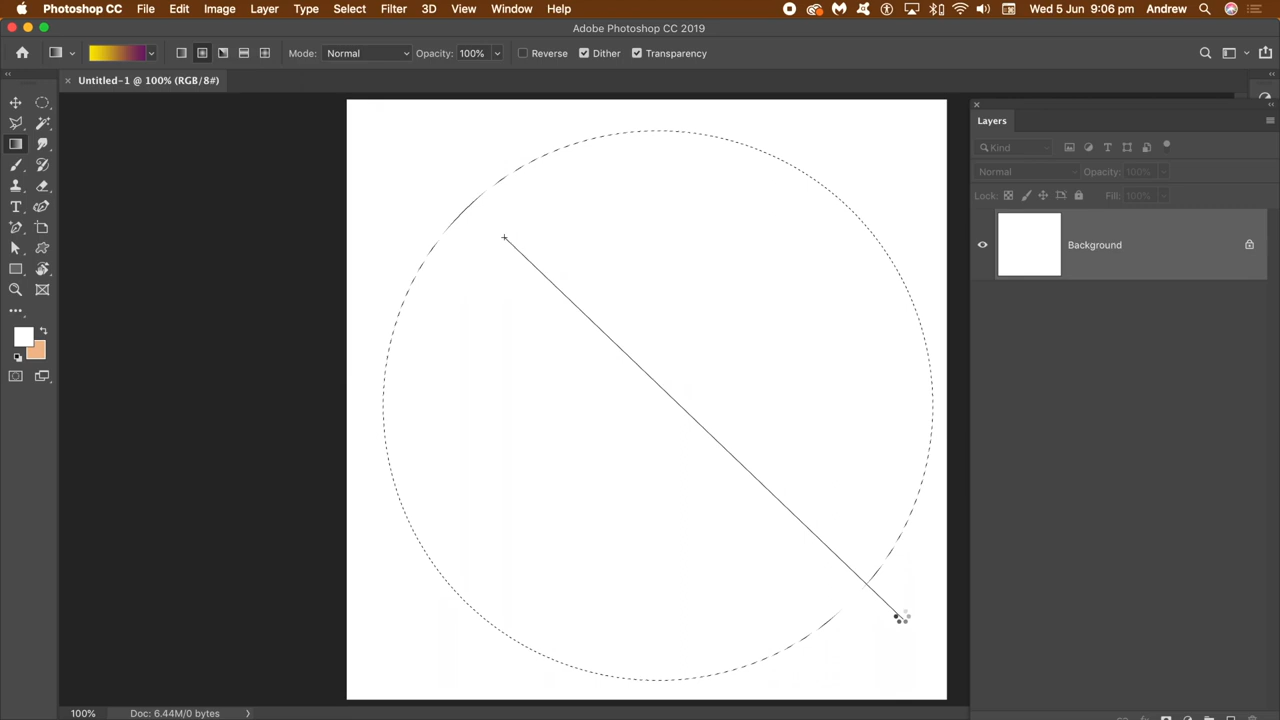 Photoshop CC File Edit Image Layer Type Select Filter 3D View Window Help Wed 5 Jun 9:06 pm Andrew
Adobe Photoshop CC 2019
Mode: Normal Opacity: 100% Reverse Dither Transparency
Untitled-1 @ 100% (RGB/8#)
Layers
Kind
Normal Opacity: 100%
Lock: Fill: 100%
Background
100% Doc: 6.44M/0 bytes